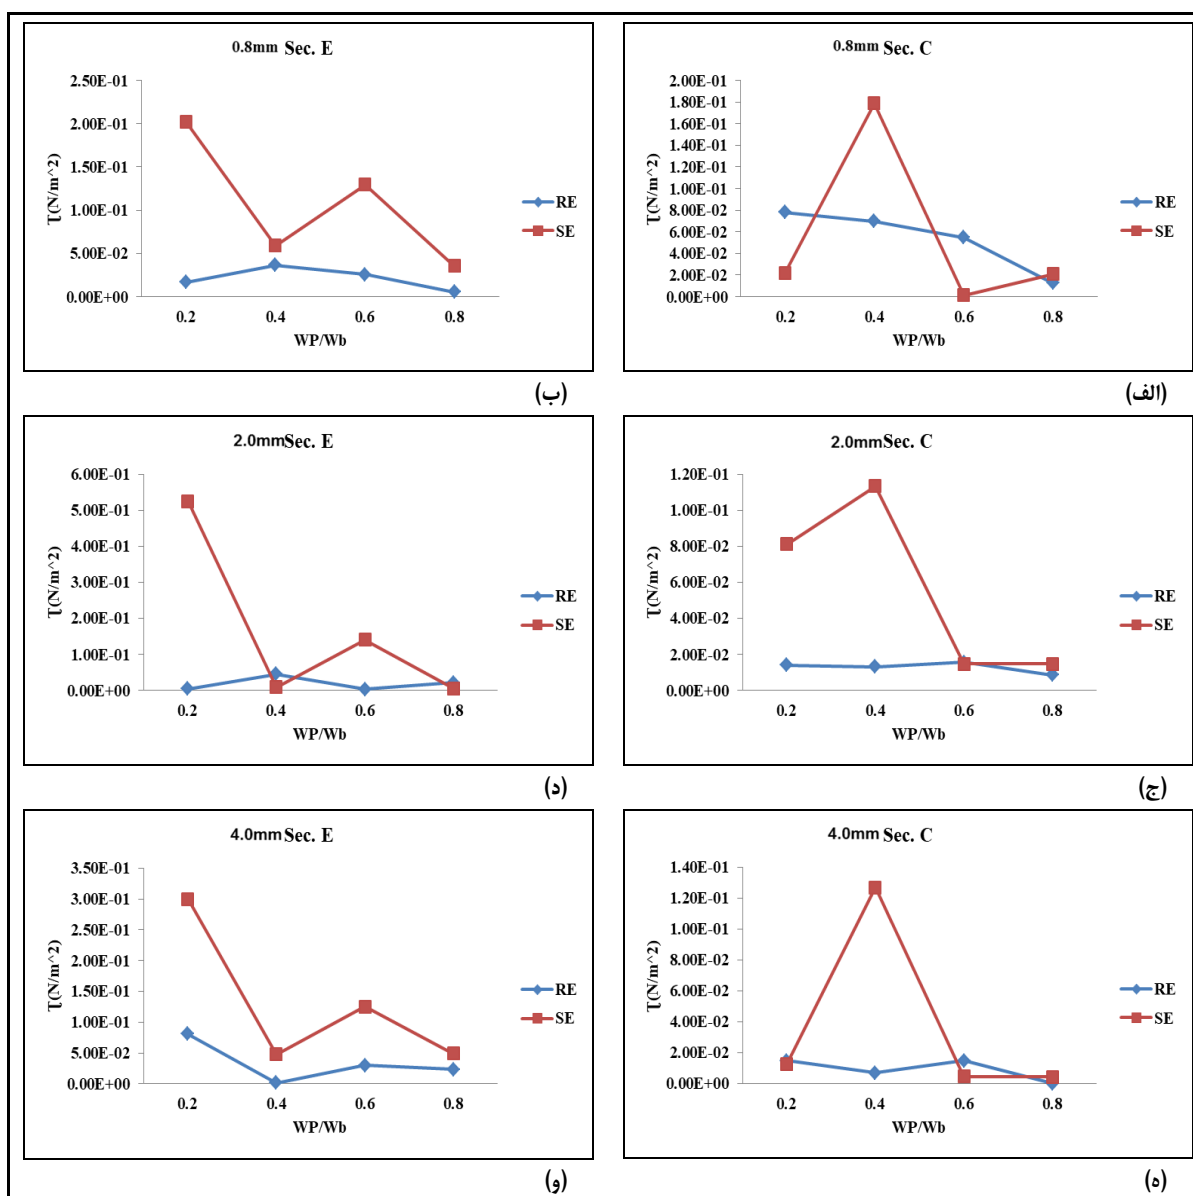 0.8mm Sec. C
2.00E-01
1.80E-01
1.60E-01
1.40E-01
1.20E-01
1.00E-01
8.00E-02
6.00E-02
4.00E-02
2.00E-02
0.00E+00
Ʈ(N/m^2)
0.2 0.4 0.6 0.8
WP/Wb
RE
SE
(الف)
0.8mm Sec. E
2.50E-01
2.00E-01
1.50E-01
1.00E-01
5.00E-02
0.00E+00
Ʈ(N/m^2)
0.2 0.4 0.6 0.8
WP/Wb
RE
SE
(ب)
2.0mm Sec. C
1.20E-01
1.00E-01
8.00E-02
6.00E-02
4.00E-02
2.00E-02
0.00E+00
Ʈ(N/m^2)
0.2 0.4 0.6 0.8
WP/Wb
RE
SE
(ج)
2.0mm Sec. E
6.00E-01
5.00E-01
4.00E-01
3.00E-01
2.00E-01
1.00E-01
0.00E+00
Ʈ(N/m^2)
0.2 0.4 0.6 0.8
WP/Wb
RE
SE
(د)
4.0mm Sec. C
1.40E-01
1.20E-01
1.00E-01
8.00E-02
6.00E-02
4.00E-02
2.00E-02
0.00E+00
Ʈ(N/m^2)
0.2 0.4 0.6 0.8
WP/Wb
RE
SE
(ه)
4.0mm Sec. E
3.50E-01
3.00E-01
2.50E-01
2.00E-01
1.50E-01
1.00E-01
5.00E-02
0.00E+00
Ʈ(N/m^2)
0.2 0.4 0.6 0.8
WP/Wb
RE
SE
(و)